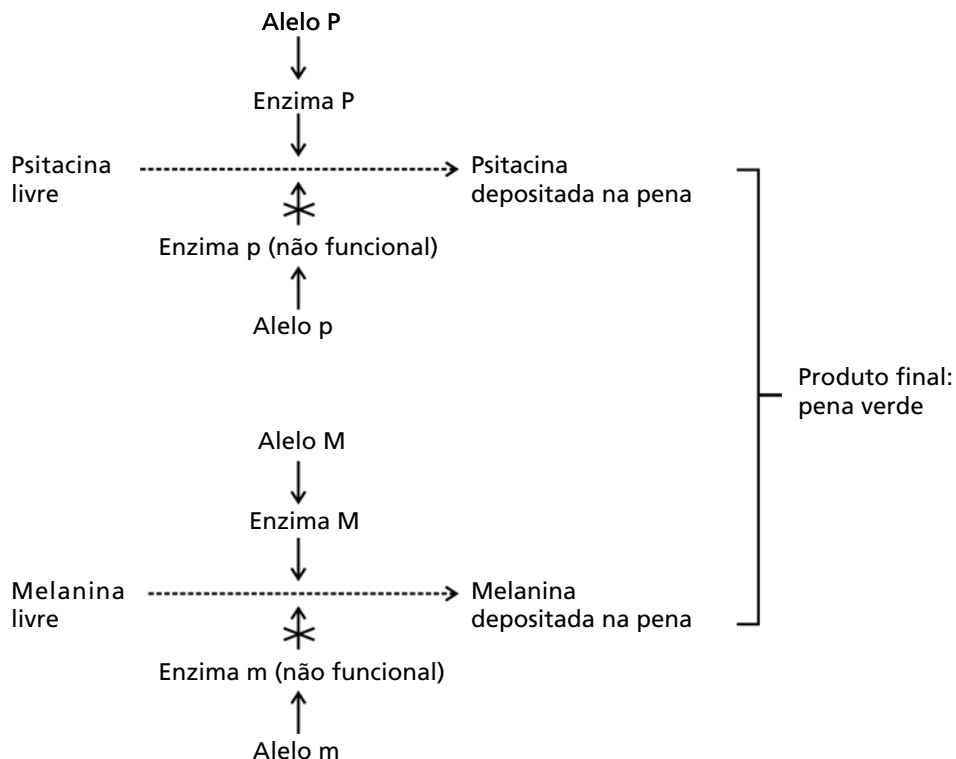 Alelo P
Enzima P
Psitacina
livre
Psitacina
depositada na pena
Enzima p (não funcional)
Alelo p
Produto final:
pena verde
Alelo M
Enzima M
Melanina
livre
Melanina
depositada na pena
Enzima m (não funcional)
Alelo m